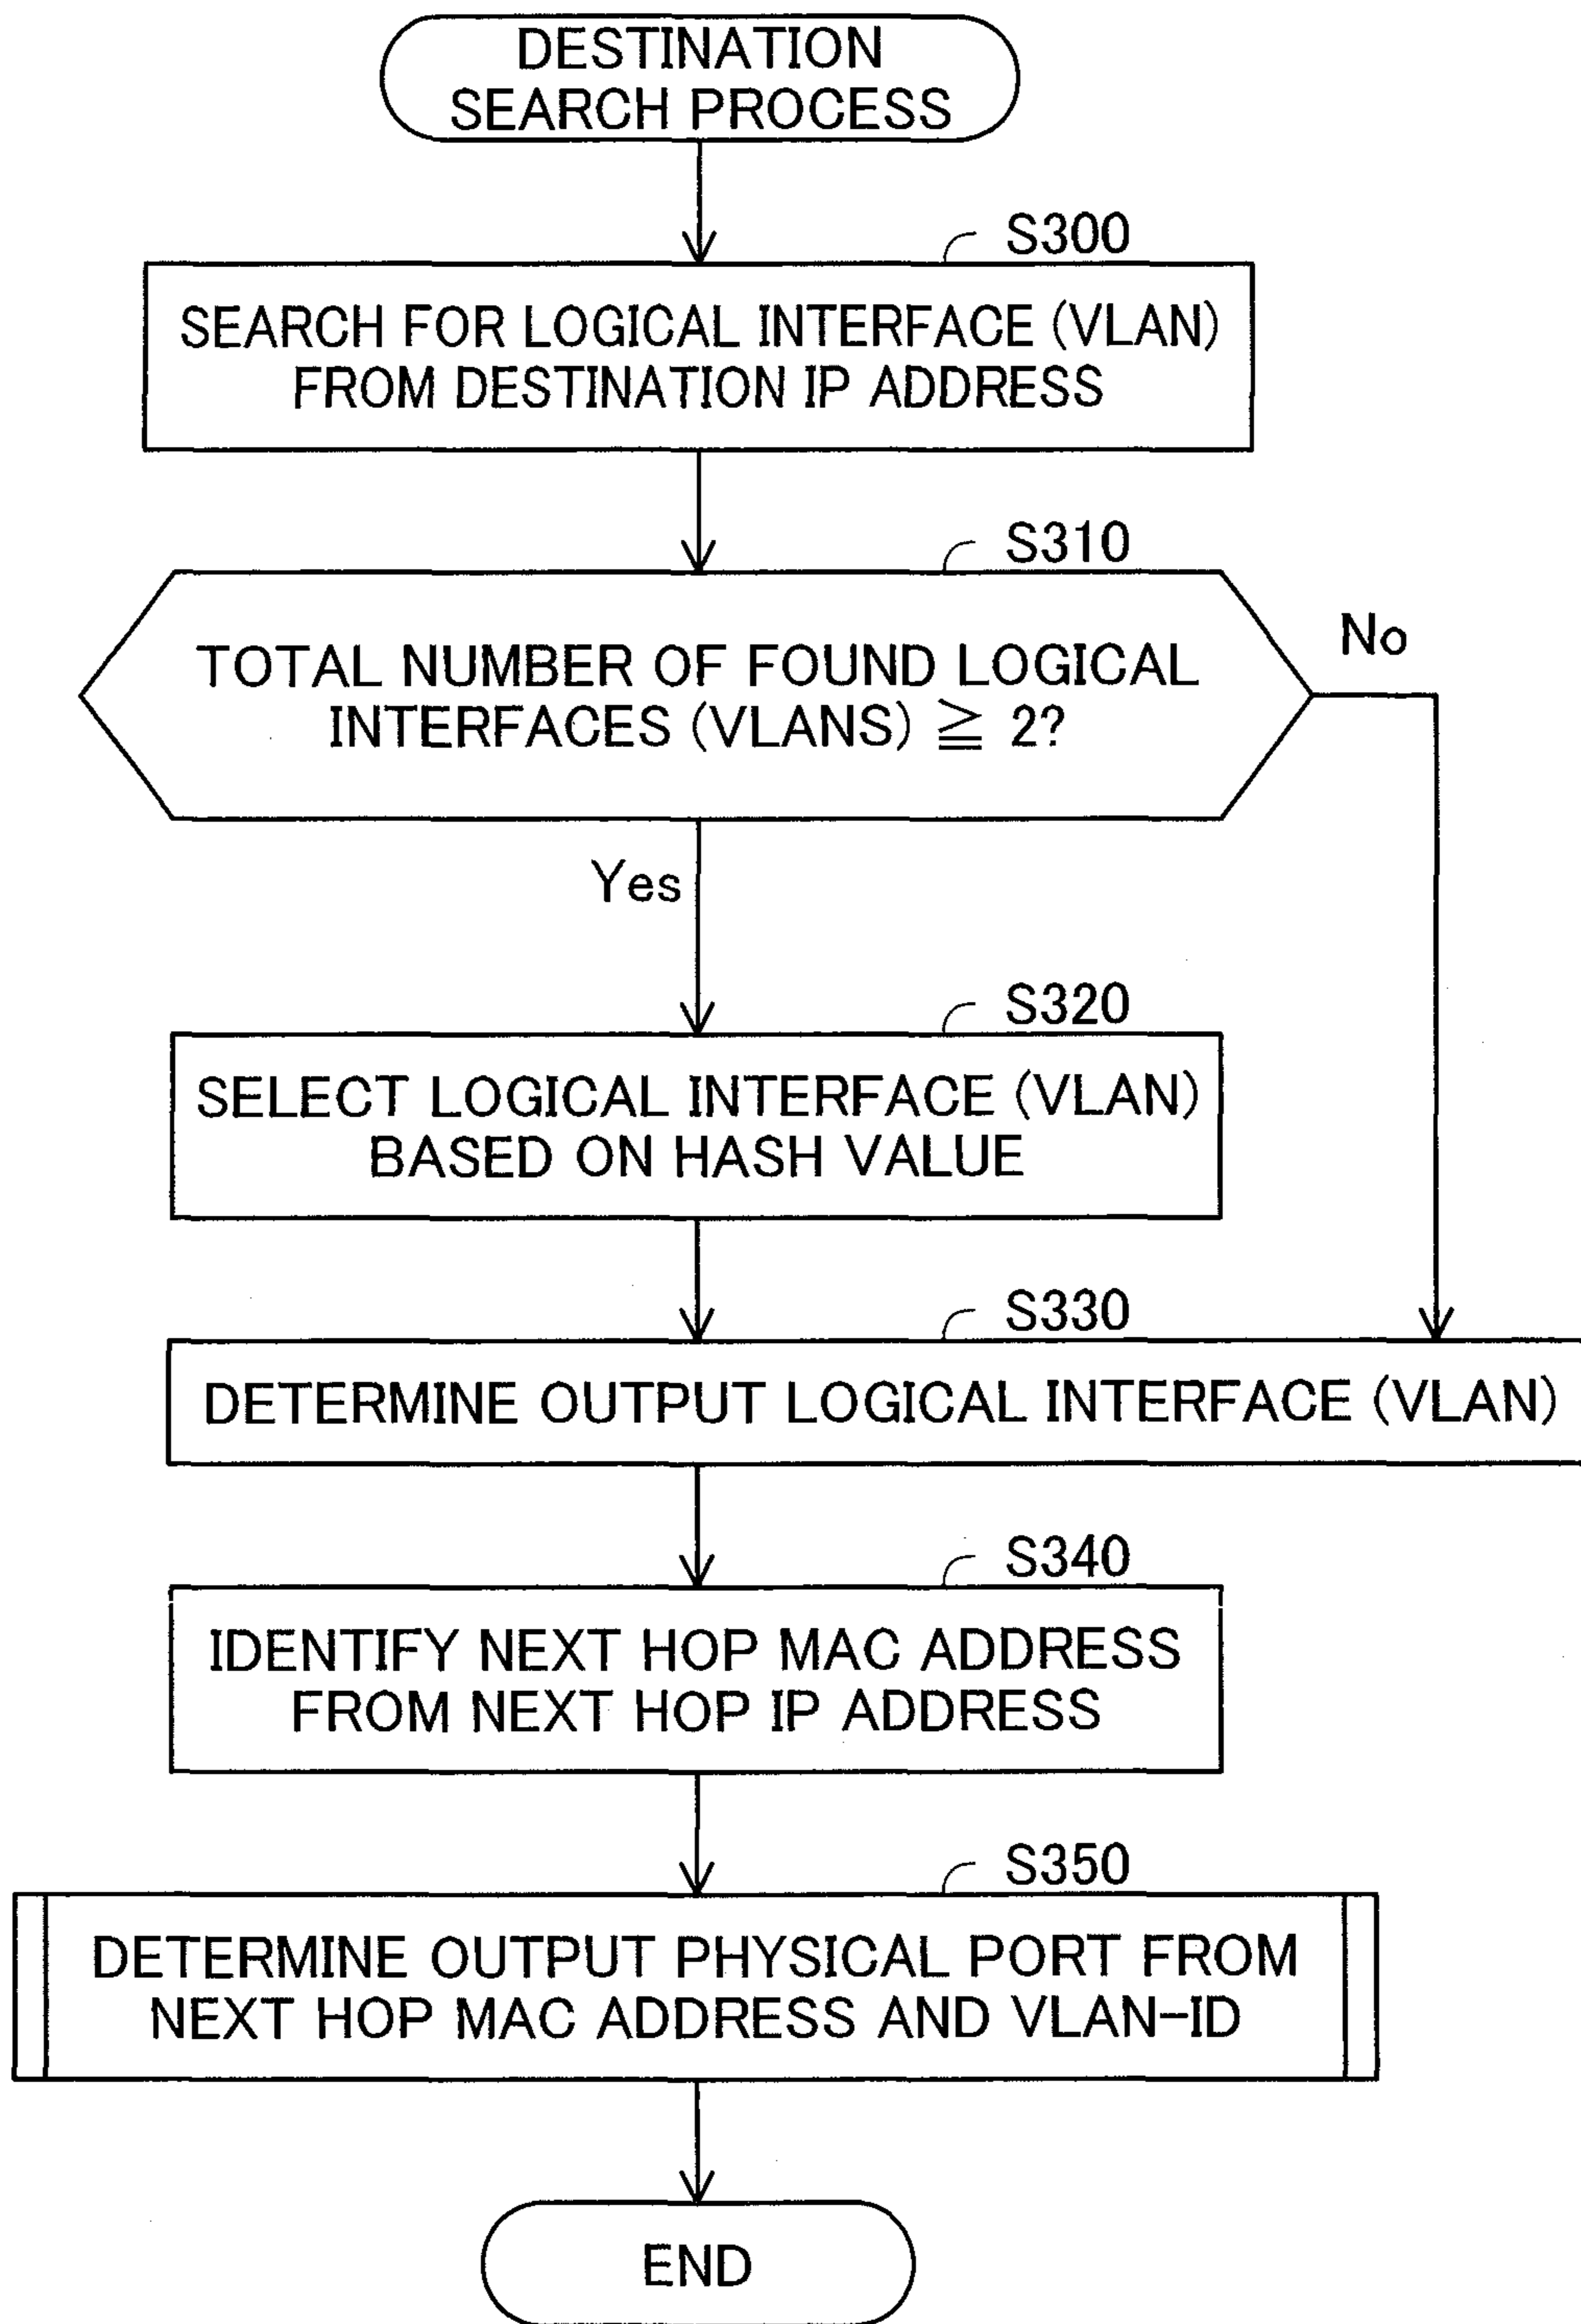 DESTINATION
SEARCH PROCESS
S300
SEARCH FOR LOGICAL INTERFACE (VLAN)
FROM DESTINATION IP ADDRESS
S310
TOTAL NUMBER OF FOUND LOGICAL
INTERFACES (VLANS) ≧ 2?
No
Yes
S320
SELECT LOGICAL INTERFACE (VLAN)
BASED ON HASH VALUE
S330
DETERMINE OUTPUT LOGICAL INTERFACE (VLAN)
S340
IDENTIFY NEXT HOP MAC ADDRESS
FROM NEXT HOP IP ADDRESS
S350
DETERMINE OUTPUT PHYSICAL PORT FROM
NEXT HOP MAC ADDRESS AND VLAN-ID
END